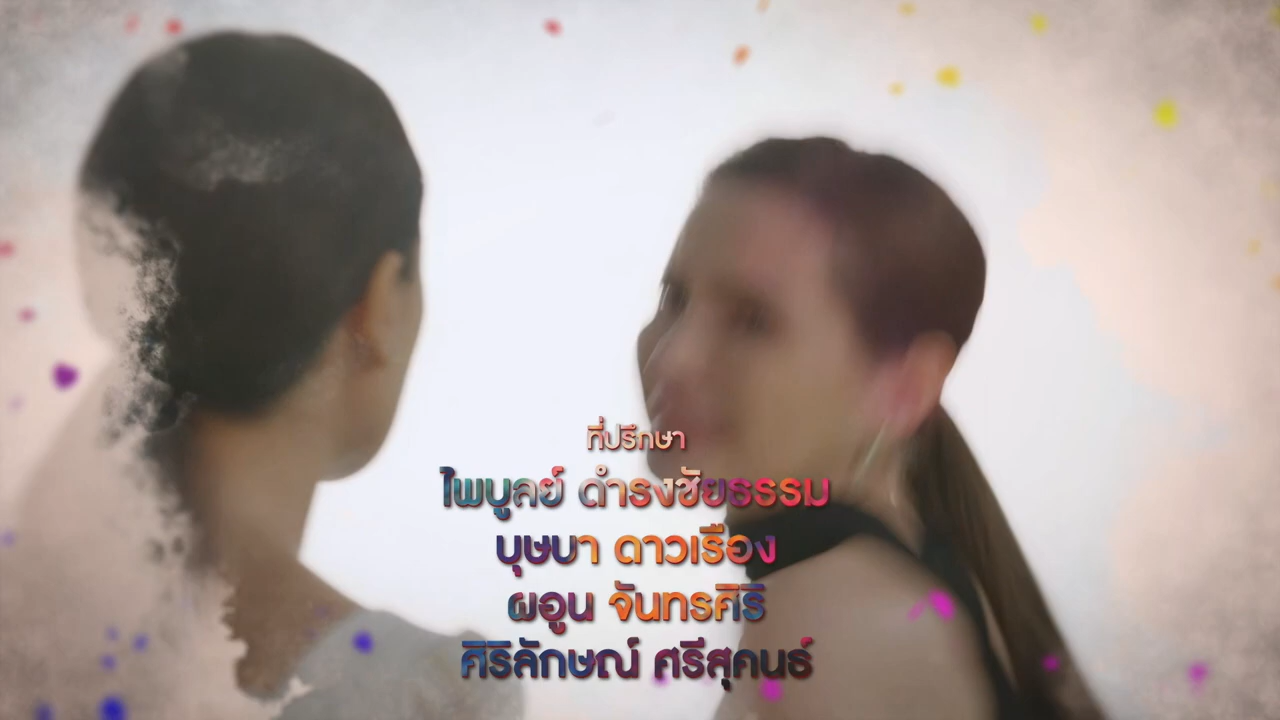 ที่ปรึกษา
ไพบูลย์ ดำรงชัยธรรม
บุษบา ดาวเรือง
ผอูน จันทรศิริ
ศิริลักษณ์ ศรีสุคนธ์